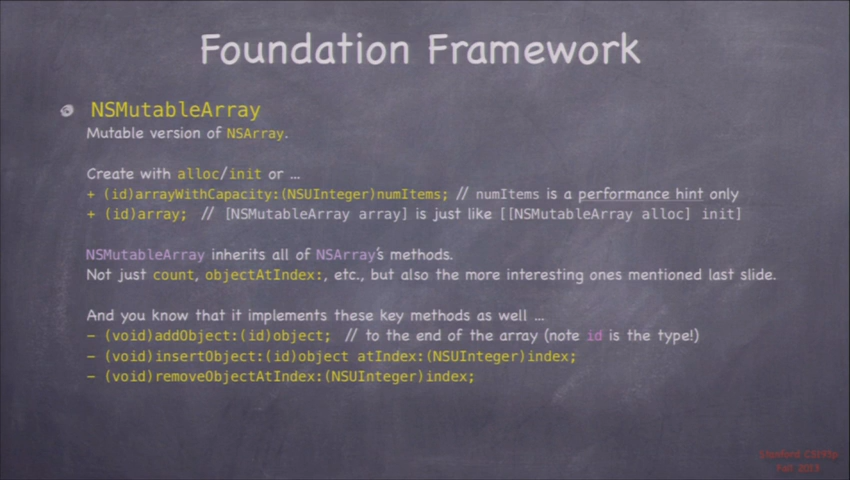 Foundation Framework
NSMutableArray
Mutable version of NSArray.
Create with alloc/init or ...
+ (id)arrayWithCapacity:(NSUInteger)numItems; // numItems is a performance hint only
+ (id)array; // [NSMutableArray array] is just like [[NSMutableArray alloc] init]
NSMutableArray inherits all of NSArray's methods.
Not just count, objectAtIndex:, etc., but also the more interesting ones mentioned last slide.
And you know that it implements these key methods as well ...
- (void)addObject:(id)object; // to the end of the array (note id is the type!)
- (void)insertObject:(id)object atIndex:(NSUInteger)index;
- (void)removeObjectAtIndex:(NSUInteger)index;
Stanford CS193p
Fall 2013